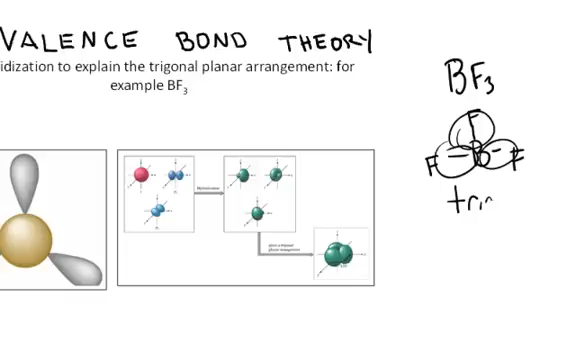 VALENCE BOND THEORY
idization to explain the trigonal planar arrangement: for
example BF3
BF3
F
F B F
tri